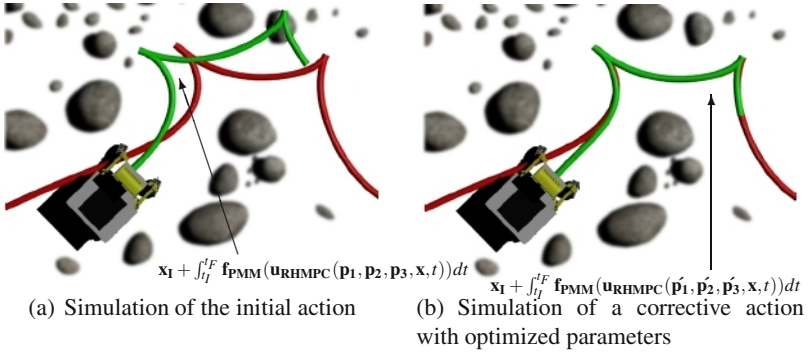 x_I + ∫_{t_I}^{t_F} f_PMM(u_RHMPC(p_1, p_2, p_3, x, t))dt
x_I + ∫_{t_I}^{t_F} f_PMM(u_RHMPC(ṕ_1, ṕ_2, ṕ_3, x, t))dt
(a) Simulation of the initial action
(b) Simulation of a corrective action
with optimized parameters